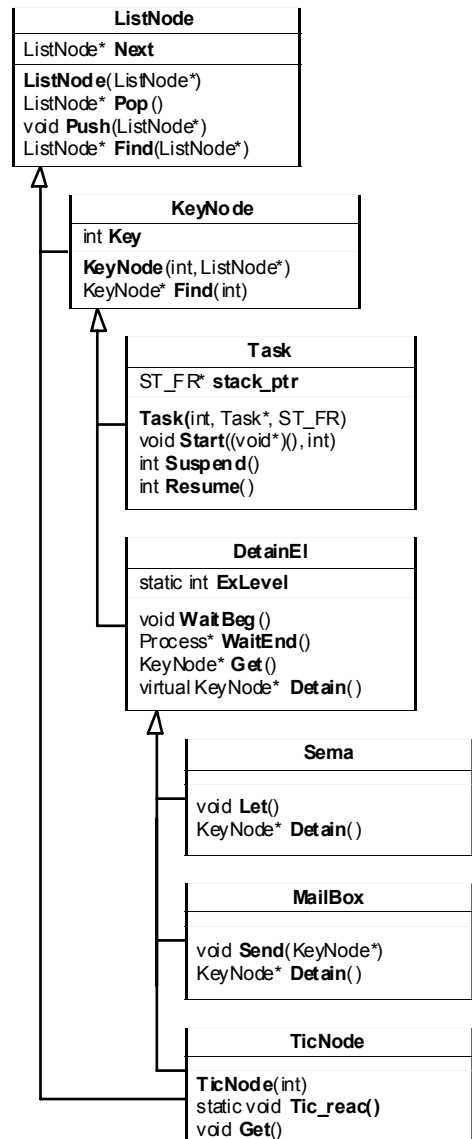 ListNode
ListNode* Next
ListNode(ListNode*)
ListNode* Pop()
void Push(ListNode*)
ListNode* Find(ListNode*)
KeyNode
int Key
KeyNode(int, ListNode*)
KeyNode* Find(int)
Task
ST_FR* stack_ptr
Task(int, Task*, ST_FR)
void Start((void*)(), int)
int Suspend()
int Resume()
DetainEl
static int ExLevel
void WaitBeg()
Process* WaitEnd()
KeyNode* Get()
virtual KeyNode* Detain()
Sema
void Let()
KeyNode* Detain()
MailBox
void Send(KeyNode*)
KeyNode* Detain()
TicNode
TicNode(int)
static void Tic_reac()
void Get()